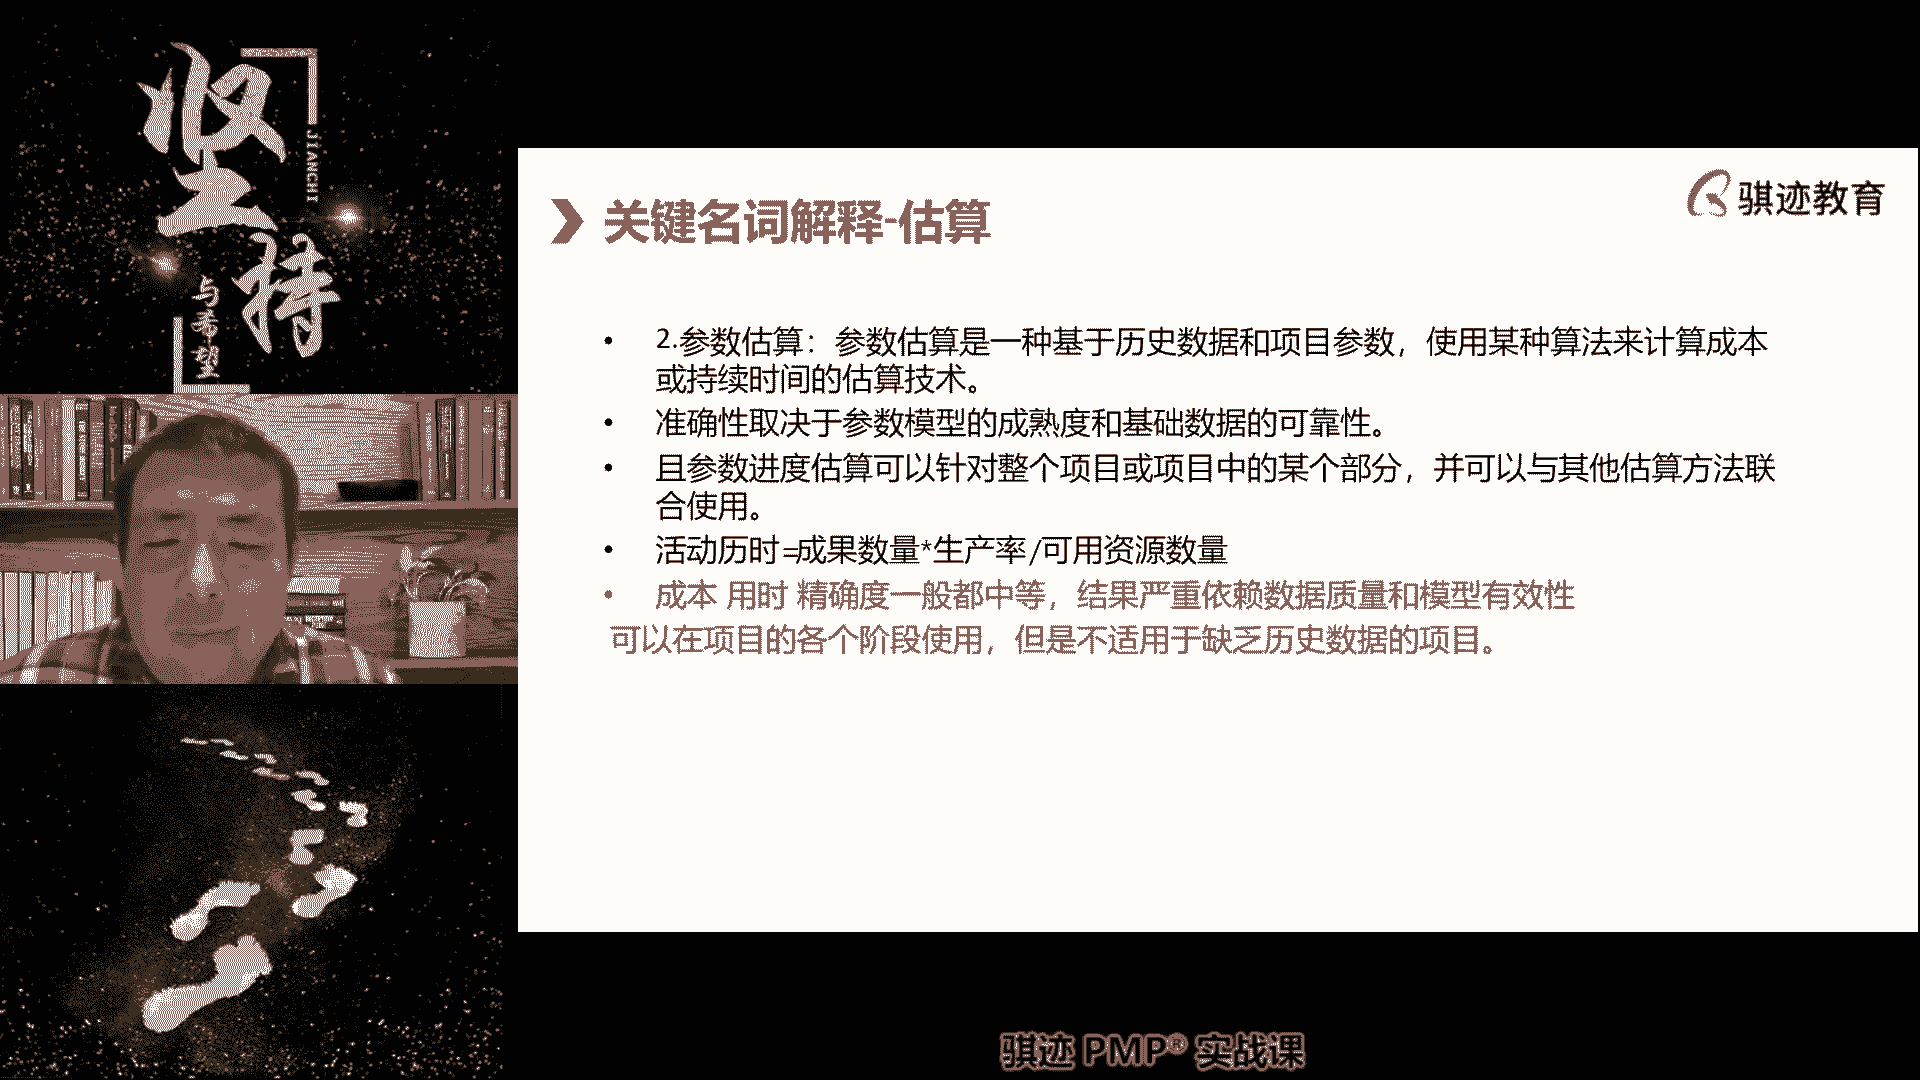 坚持
JIANCHI
与希望
骐迹教育
关键名词解释-估算
• 2.参数估算：参数估算是一种基于历史数据和项目参数，使用某种算法来计算成本
或持续时间的估算技术。
• 准确性取决于参数模型的成熟度和基础数据的可靠性。
• 且参数进度估算可以针对整个项目或项目中的某个部分，并可以与其他估算方法联
合使用。
• 活动历时=成果数量*生产率/可用资源数量
• 成本 用时 精确度一般都中等，结果严重依赖数据质量和模型有效性
可以在项目的各个阶段使用，但是不适用于缺乏历史数据的项目。
骐迹 PMP® 实战课